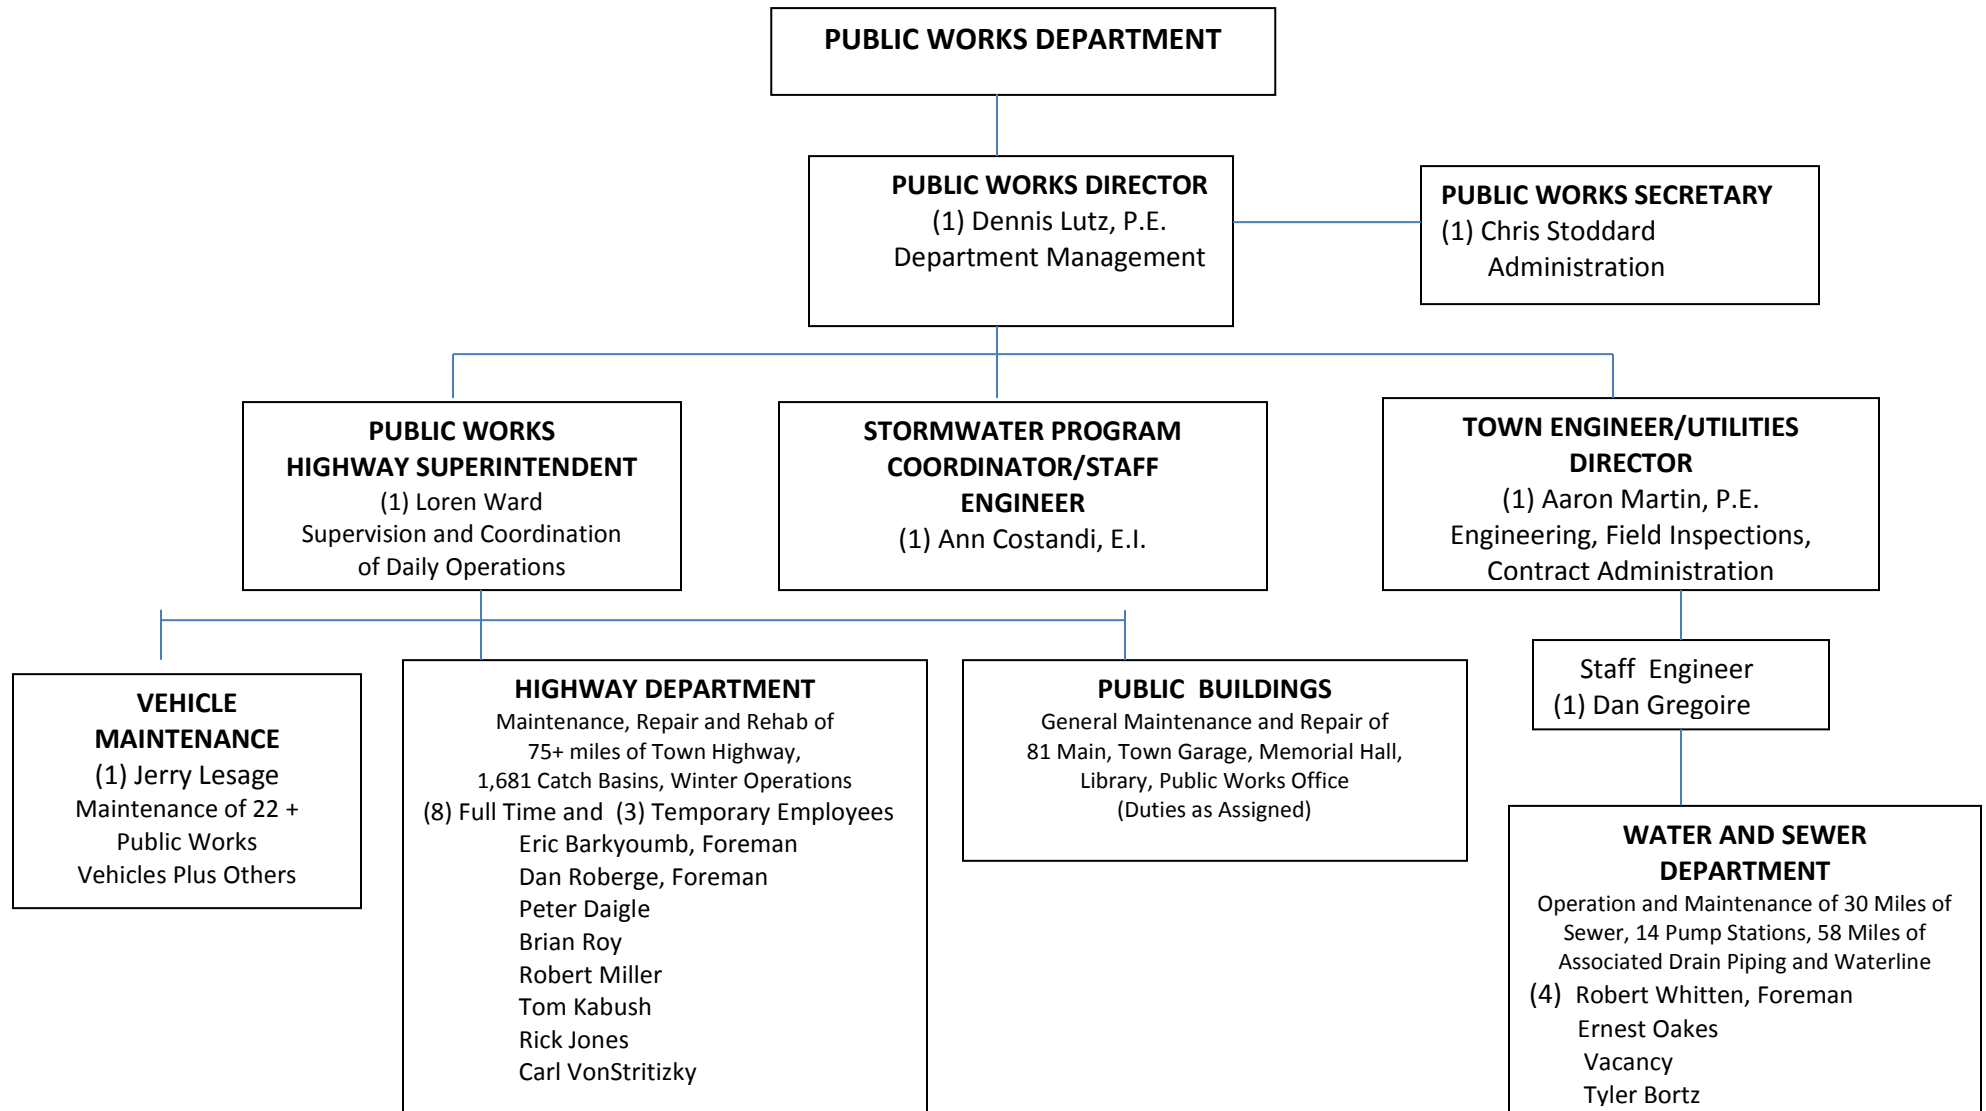 PUBLIC WORKS DEPARTMENT
PUBLIC WORKS DIRECTOR
(1) Dennis Lutz, P.E.
Department Management
PUBLIC WORKS SECRETARY
(1) Chris Stoddard
Administration
PUBLIC WORKS
HIGHWAY SUPERINTENDENT
(1) Loren Ward
Supervision and Coordination
of Daily Operations
STORMWATER PROGRAM
COORDINATOR/STAFF
ENGINEER
(1) Ann Costandi, E.I.
TOWN ENGINEER/UTILITIES
DIRECTOR
(1) Aaron Martin, P.E.
Engineering, Field Inspections,
Contract Administration
VEHICLE
MAINTENANCE
(1) Jerry Lesage
Maintenance of 22 +
Public Works
Vehicles Plus Others
HIGHWAY DEPARTMENT
Maintenance, Repair and Rehab of
75+ miles of Town Highway,
1,681 Catch Basins, Winter Operations
(8) Full Time and (3) Temporary Employees
Eric Barkyoumb, Foreman
Dan Roberge, Foreman
Peter Daigle
Brian Roy
Robert Miller
Tom Kabush
Rick Jones
Carl VonStritizky
PUBLIC BUILDINGS
General Maintenance and Repair of
81 Main, Town Garage, Memorial Hall,
Library, Public Works Office
(Duties as Assigned)
Staff Engineer
(1) Dan Gregoire
WATER AND SEWER
DEPARTMENT
Operation and Maintenance of 30 Miles of
Sewer, 14 Pump Stations, 58 Miles of
Associated Drain Piping and Waterline
(4) Robert Whitten, Foreman
Ernest Oakes
Vacancy
Tyler Bortz